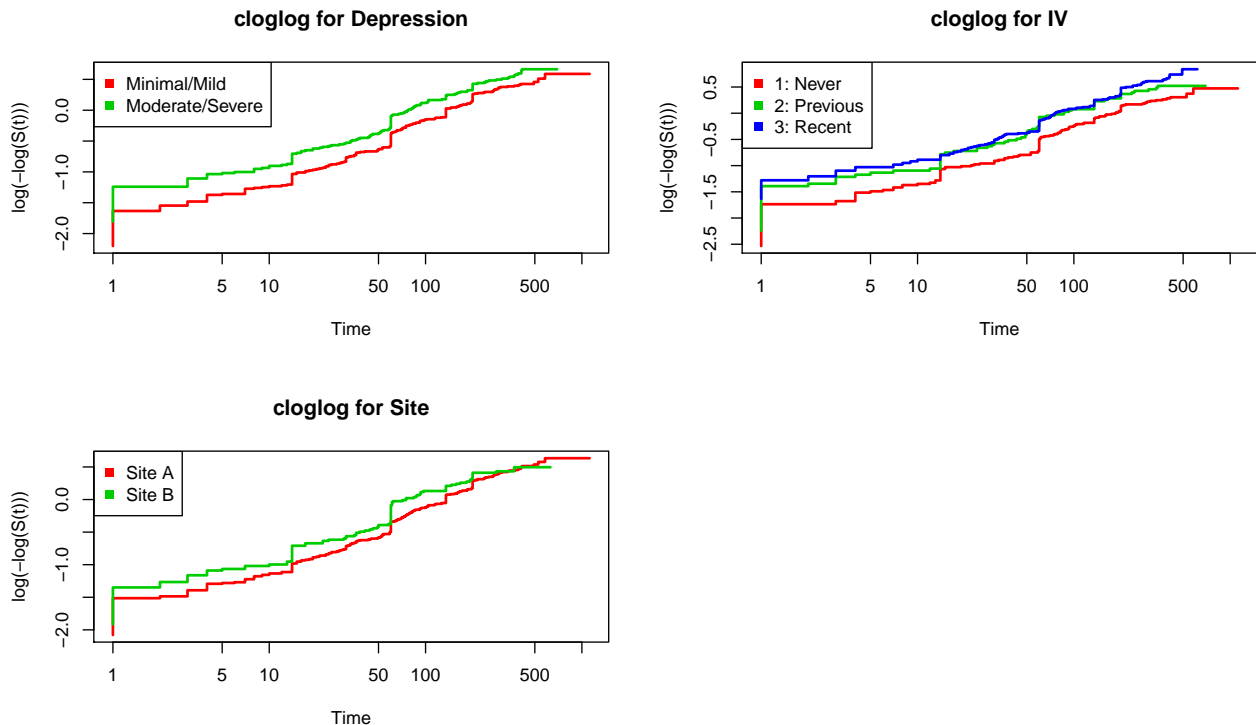 cloglog for Depression
Minimal/Mild
Moderate/Severe
log(−log(S(t)))
0.0
−1.0
−2.0
1 5 10 50 100 500
Time
cloglog for IV
1: Never
2: Previous
3: Recent
log(−log(S(t)))
0.5
−0.5
−1.5
−2.5
1 5 10 50 100 500
Time
cloglog for Site
Site A
Site B
log(−log(S(t)))
0.0
−1.0
−2.0
1 5 10 50 100 500
Time